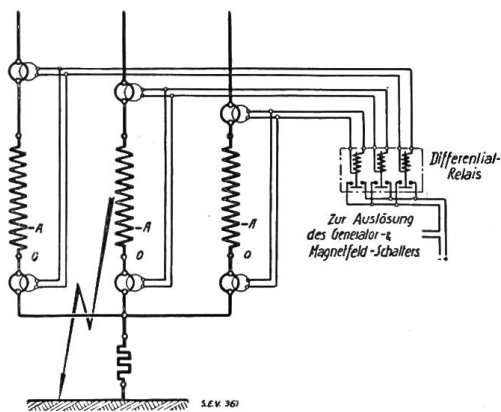 Differential-
Relais
Zur Auslösung
des Generator-&
Magnetfeld-Schalters
-A
-A
-A
0
0
0
S.E.V. 361